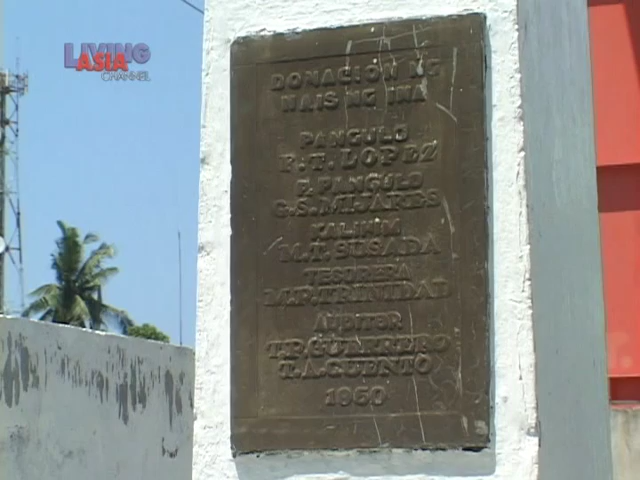 LIVING
ASIA
CHANNEL
DONACION NG
NAIS NG INA
PANGULO
P. T. LOPEZ
P. PANGULO
G. S. MIJARES
KALIHIM
M. T. SUSADA
TESORERA
M. P. TRINIDAD
AUDITOR
T. P. GUERRERO
T. A. CUENTO
1960